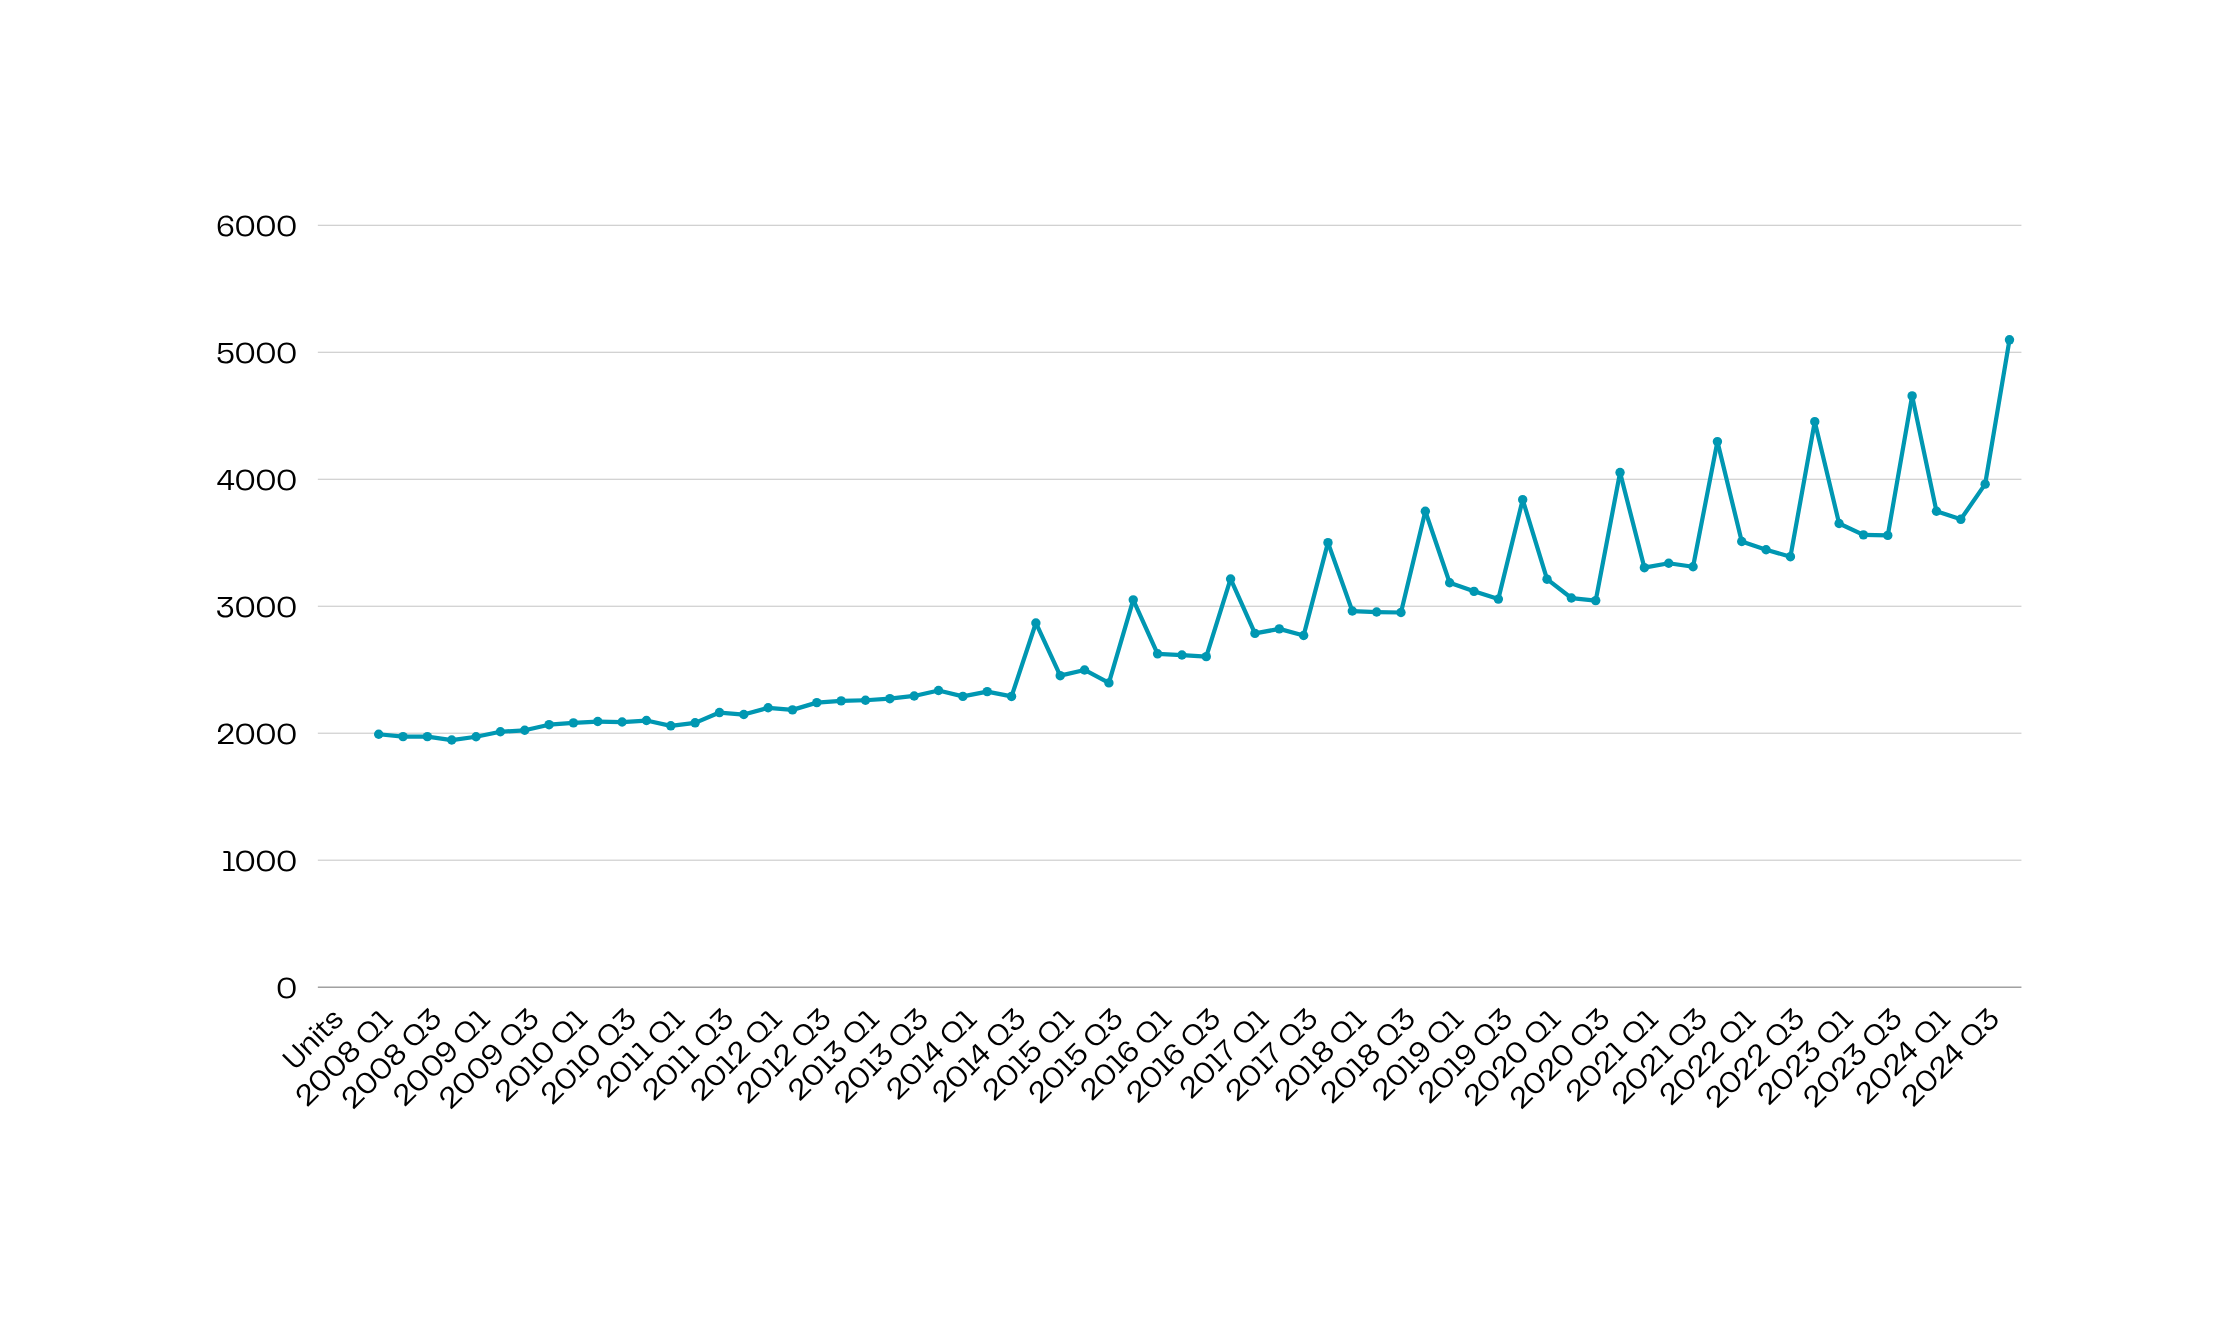 6000
5000
4000
3000
2000
1000
0
Units
2008 Q1
2008 Q3
2009 Q1
2009 Q3
2010 Q1
2010 Q3
2011 Q1
2011 Q3
2012 Q1
2012 Q3
2013 Q1
2013 Q3
2014 Q1
2014 Q3
2015 Q1
2015 Q3
2016 Q1
2016 Q3
2017 Q1
2017 Q3
2018 Q1
2018 Q3
2019 Q1
2019 Q3
2020 Q1
2020 Q3
2021 Q1
2021 Q3
2022 Q1
2022 Q3
2023 Q1
2023 Q3
2024 Q1
2024 Q3